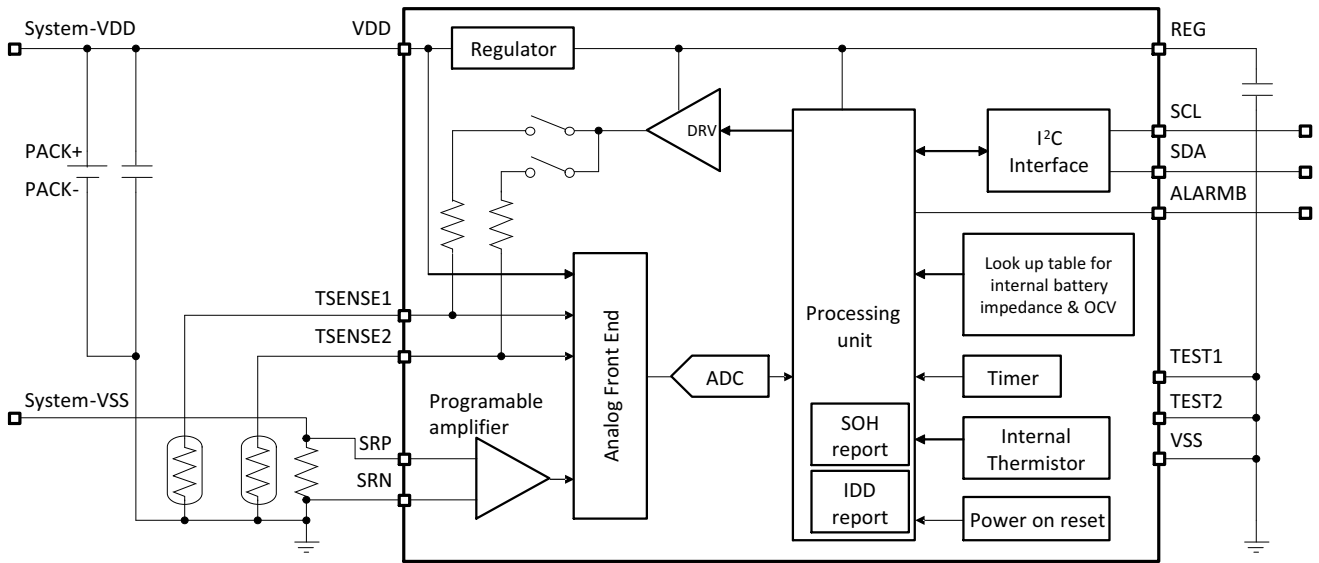 System-VDD
VDD
REG
Regulator
DRV
SCL
I²C
Interface
SDA
PACK+
PACK-
ALARMB
Look up table for
internal battery
impedance & OCV
TSENSE1
TSENSE2
Analog Front End
Processing
unit
ADC
Timer
TEST1
TEST2
System-VSS
Programable
amplifier
SOH
report
Internal
Thermistor
VSS
SRP
SRN
IDD
report
Power on reset